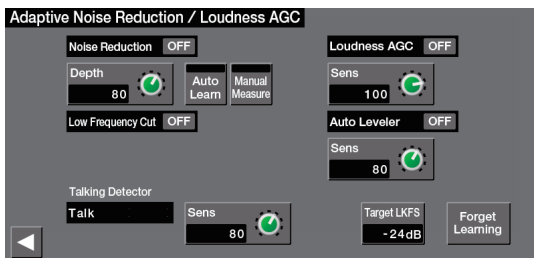 Adaptive Noise Reduction / Loudness AGC
Noise Reduction OFF
Depth
80
Auto
Learn
Manual
Measure
Low Frequency Cut OFF
Loudness AGC OFF
Sens
100
Auto Leveler OFF
Sens
80
Talking Detector
Talk
Sens
80
Target LKFS
-24dB
Forget
Learning